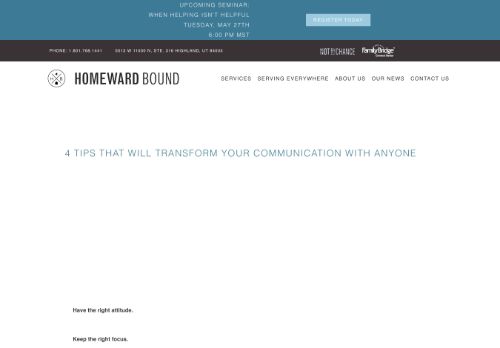 UPCOMING SEMINAR:
WHEN HELPING ISN'T HELPFUL
TUESDAY, MAY 27TH
6:00 PM MST
REGISTER TODAY
PHONE: 1.801.768.1441
5513 W 11000 N, STE. 216 HIGHLAND, UT 84003
NOT BY CHANCE
FamilyBridge
HOMEWARD BOUND
SERVICES
SERVING EVERYWHERE
ABOUT US
OUR NEWS
CONTACT US
4 TIPS THAT WILL TRANSFORM YOUR COMMUNICATION WITH ANYONE
Have the right attitude.
Keep the right focus.